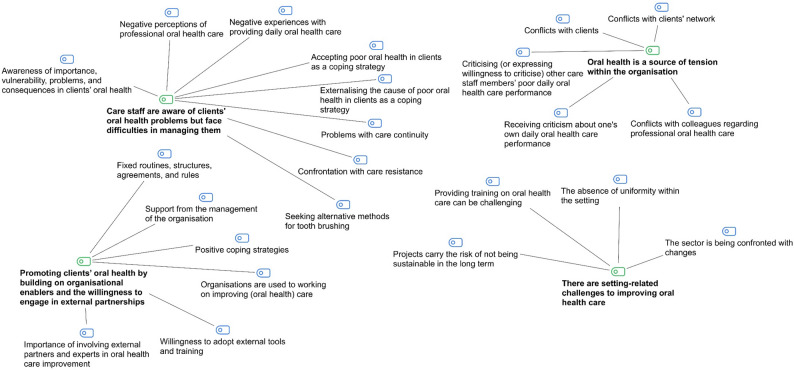 Negative perceptions of
professional oral health care
Negative experiences with
providing daily oral health care
Awareness of importance,
vulnerability, problems, and
consequences in clients' oral health
Accepting poor oral health in clients
as a coping strategy
Externalising the cause of poor oral
health in clients as a coping
strategy
Care staff are aware of clients'
oral health problems but face
difficulties in managing them
Problems with care continuity
Confrontation with care resistance
Seeking alternative methods for
tooth brushing
Fixed routines, structures,
agreements, and rules
Support from the management
of the organisation
Positive coping strategies
Promoting clients' oral health by
building on organisational
enablers and the willingness to
engage in external partnerships
Organisations are used to working
on improving (oral health) care
Importance of involving external
partners and experts in oral health
care improvement
Willingness to adopt external tools
and training
Conflicts with clients
Conflicts with clients' network
Criticising (or expressing
willingness to criticise) other care
staff members' poor daily oral
health care performance
Oral health is a source of tension
within the organisation
Receiving criticism about one's
own daily oral health care
performance
Conflicts with colleagues regarding
professional oral health care
Providing training on oral health
care can be challenging
The absence of uniformity within
the setting
Projects carry the risk of not being
sustainable in the long term
The sector is being confronted with
changes
There are setting-related
challenges to improving oral
health care